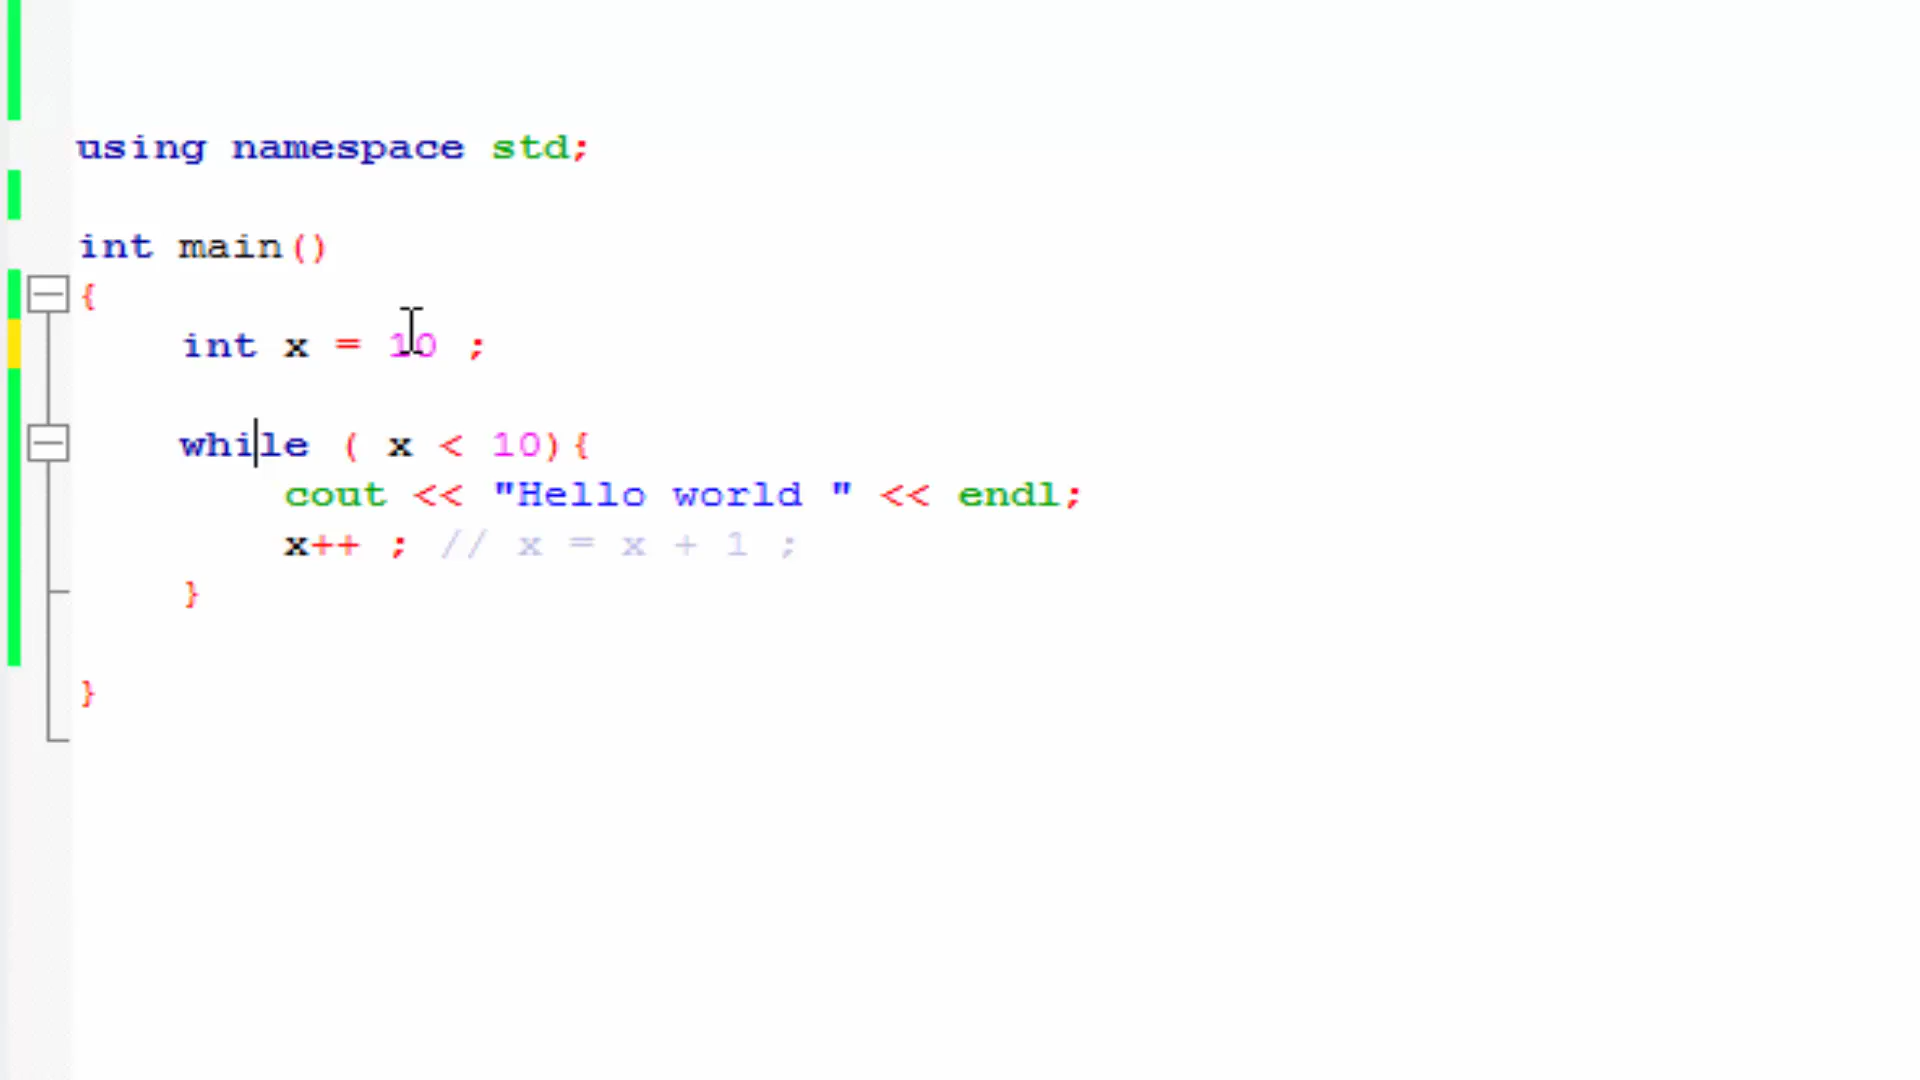 using namespace std;
int main()
{
int x = 10 ;
while ( x < 10){
cout << "Hello world " << endl;
x++ ; // x = x + 1 ;
}
}